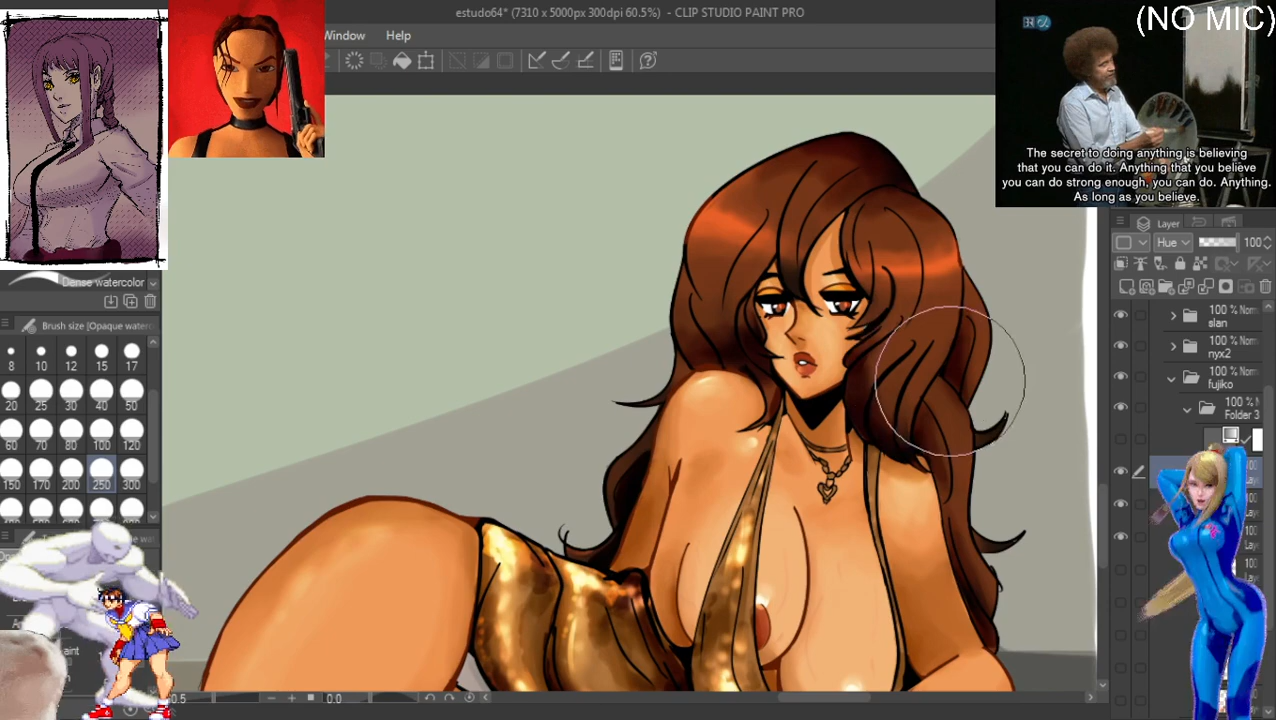 estudo64* (7310 x 5000px 300dpi 60.5%) - CLIP STUDIO PAINT PRO
(NO MIC)
Window Help
The secret to doing anything is believing
that you can do it. Anything that you believe
you can do strong enough, you can do. Anything.
As long as you believe.
Layer
Hue 100
Dense watercolor
Brush size [Opaque waterc
8 10 12 15 17
20 25 30 40 50
60 70 80 100 120
150 170 200 250 300
100 % Norm
slan
100 % Norm
nyx2
100 % Norm
fujiko
100 % N
Folder 3
0.0